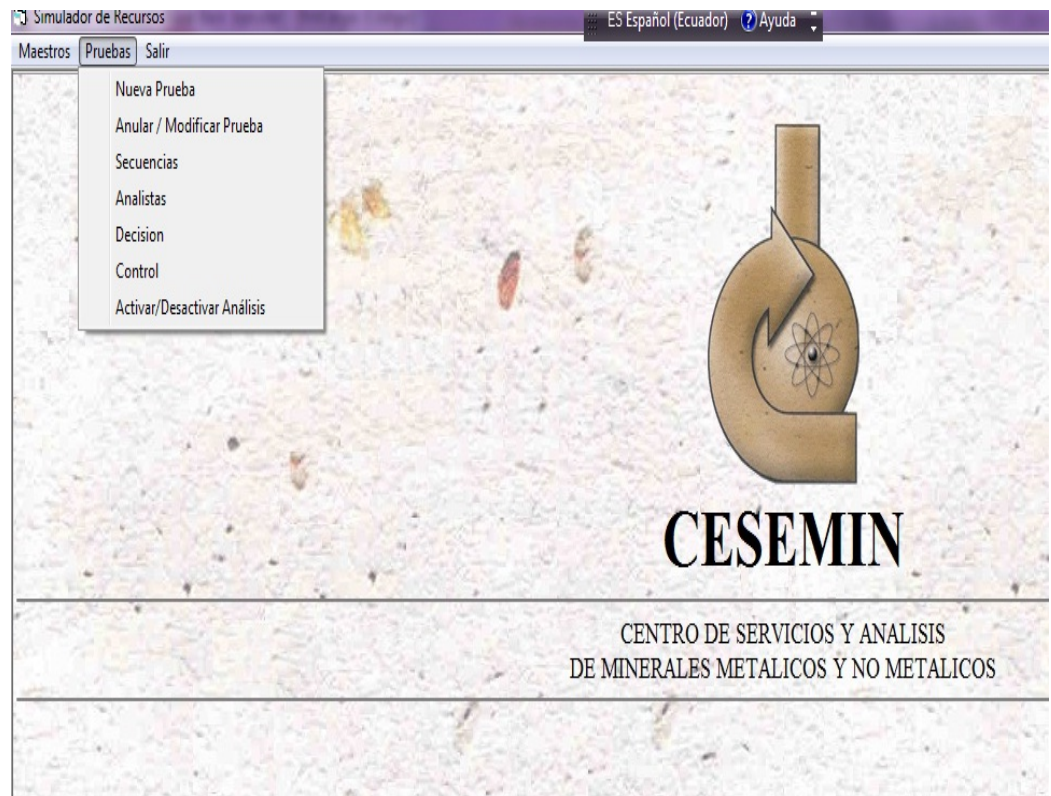 Simulador de Recursos
ES Español (Ecuador) Ayuda
Maestros Pruebas Salir
Nueva Prueba
Anular / Modificar Prueba
Secuencias
Analistas
Decision
Control
Activar/Desactivar Análisis
CESEMIN
CENTRO DE SERVICIOS Y ANALISIS
DE MINERALES METALICOS Y NO METALICOS